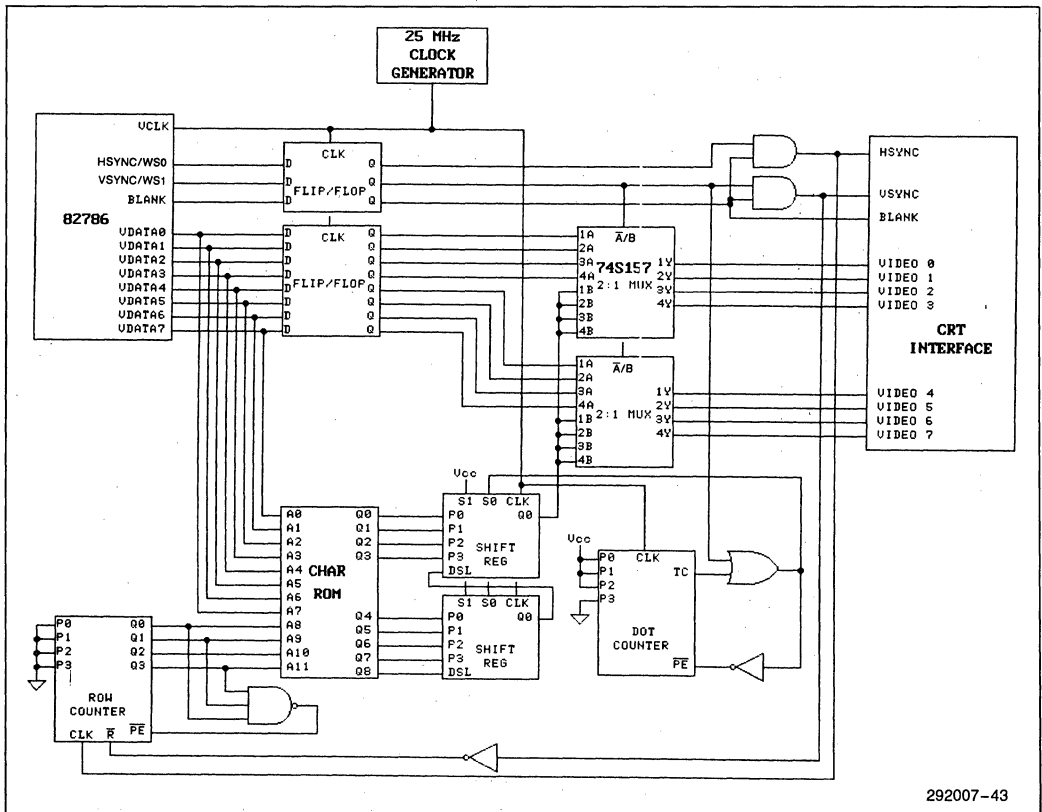 25 MHz
CLOCK
GENERATOR
82786
VCLK
HSYNC/WS0
VSYNC/WS1
BLANK
VDATA0
VDATA1
VDATA2
VDATA3
VDATA4
VDATA5
VDATA6
VDATA7
CLK
D Q
D Q
FLIP/FLOP
D Q
CLK
D Q
D Q
D Q
D Q
FLIP/FLOP
D Q
D Q
D Q
D Q
A/B
1A
2A
3A 1Y
74S157
4A 2Y
2:1 MUX
1B 3Y
2B 4Y
3B
4B
A/B
1A
2A 1Y
3A 2Y
4A 2:1 MUX 3Y
1B 4Y
2B
3B
4B
HSYNC
VSYNC
BLANK
VIDEO 0
VIDEO 1
VIDEO 2
VIDEO 3
CRT
INTERFACE
VIDEO 4
VIDEO 5
VIDEO 6
VIDEO 7
A0 Q0
A1 Q1
A2 Q2
A3 Q3
A4
CHAR
A5
ROM
A6
A7 Q4
A8 Q5
A9 Q6
A10 Q7
A11 Q8
Vcc
S1 S0 CLK
P0 Q0
P1
P2
P3
SHIFT
REG
DSL
S1 S0 CLK
P0 Q0
P1
P2
P3
SHIFT
REG
DSL
Vcc
P0 CLK
P1
P2 TC
P3
DOT
COUNTER
PE
P0 Q0
P1 Q1
P2 Q2
P3 Q3
ROW
COUNTER
CLK R PE
292007-43